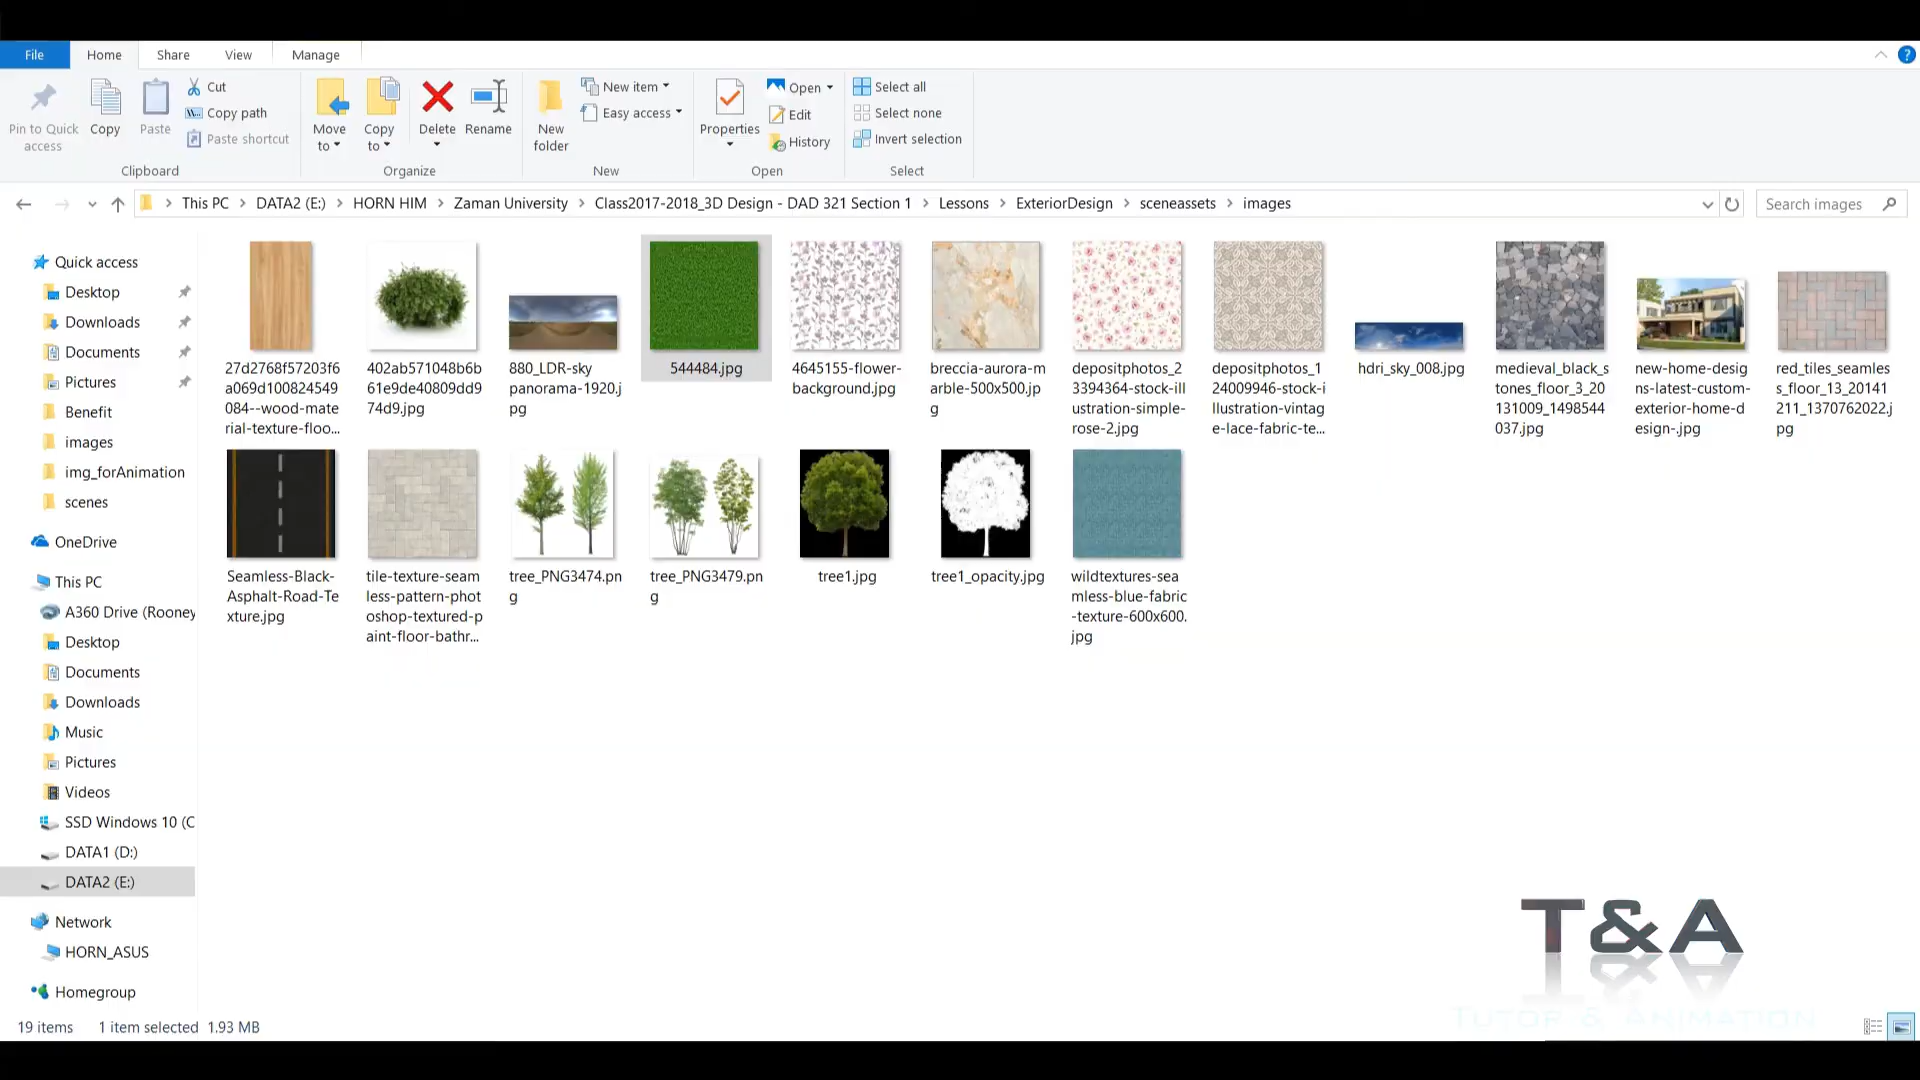 File Home Share View Manage
Pin to Quick
access
Copy
Paste
Cut
Copy path
Paste shortcut
Clipboard
Move
to
Copy
to
Delete
Rename
Organize
New
folder
New item
Easy access
New
Properties
Open
Edit
History
Open
Select all
Select none
Invert selection
Select
This PC > DATA2 (E:) > HORN HIM > Zaman University > Class2017-2018_3D Design - DAD 321 Section 1 > Lessons > ExteriorDesign > sceneassets > images
Search images
Quick access
Desktop
Downloads
Documents
Pictures
Benefit
images
img_forAnimation
scenes
OneDrive
This PC
A360 Drive (Rooney
Desktop
Documents
Downloads
Music
Pictures
Videos
SSD Windows 10 (C
DATA1 (D:)
DATA2 (E:)
Network
HORN_ASUS
Homegroup
27d2768f57203f6
a069d100824549
084--wood-mate
rial-texture-floo...
402ab571048b6b
61e9de40809dd9
74d9.jpg
880_LDR-sky
panorama-1920.j
pg
544484.jpg
4645155-flower-
background.jpg
breccia-aurora-m
arble-500x500.jp
g
depositphotos_2
3394364-stock-ill
ustration-simple-
rose-2.jpg
depositphotos_1
24009946-stock-i
llustration-vintag
e-lace-fabric-te...
hdri_sky_008.jpg
medieval_black_s
tones_floor_3_20
131009_1498544
037.jpg
new-home-desig
ns-latest-custom-
exterior-home-d
esign-.jpg
red_tiles_seamles
s_floor_13_20141
211_1370762022.j
pg
Seamless-Black-
Asphalt-Road-Te
xture.jpg
tile-texture-seam
less-pattern-phot
oshop-textured-p
aint-floor-bathr...
tree_PNG3474.pn
g
tree_PNG3479.pn
g
tree1.jpg
tree1_opacity.jpg
wildtextures-sea
mless-blue-fabric
-texture-600x600.
jpg
T&A
TUTOR & ANIMATION
19 items 1 item selected 1.93 MB